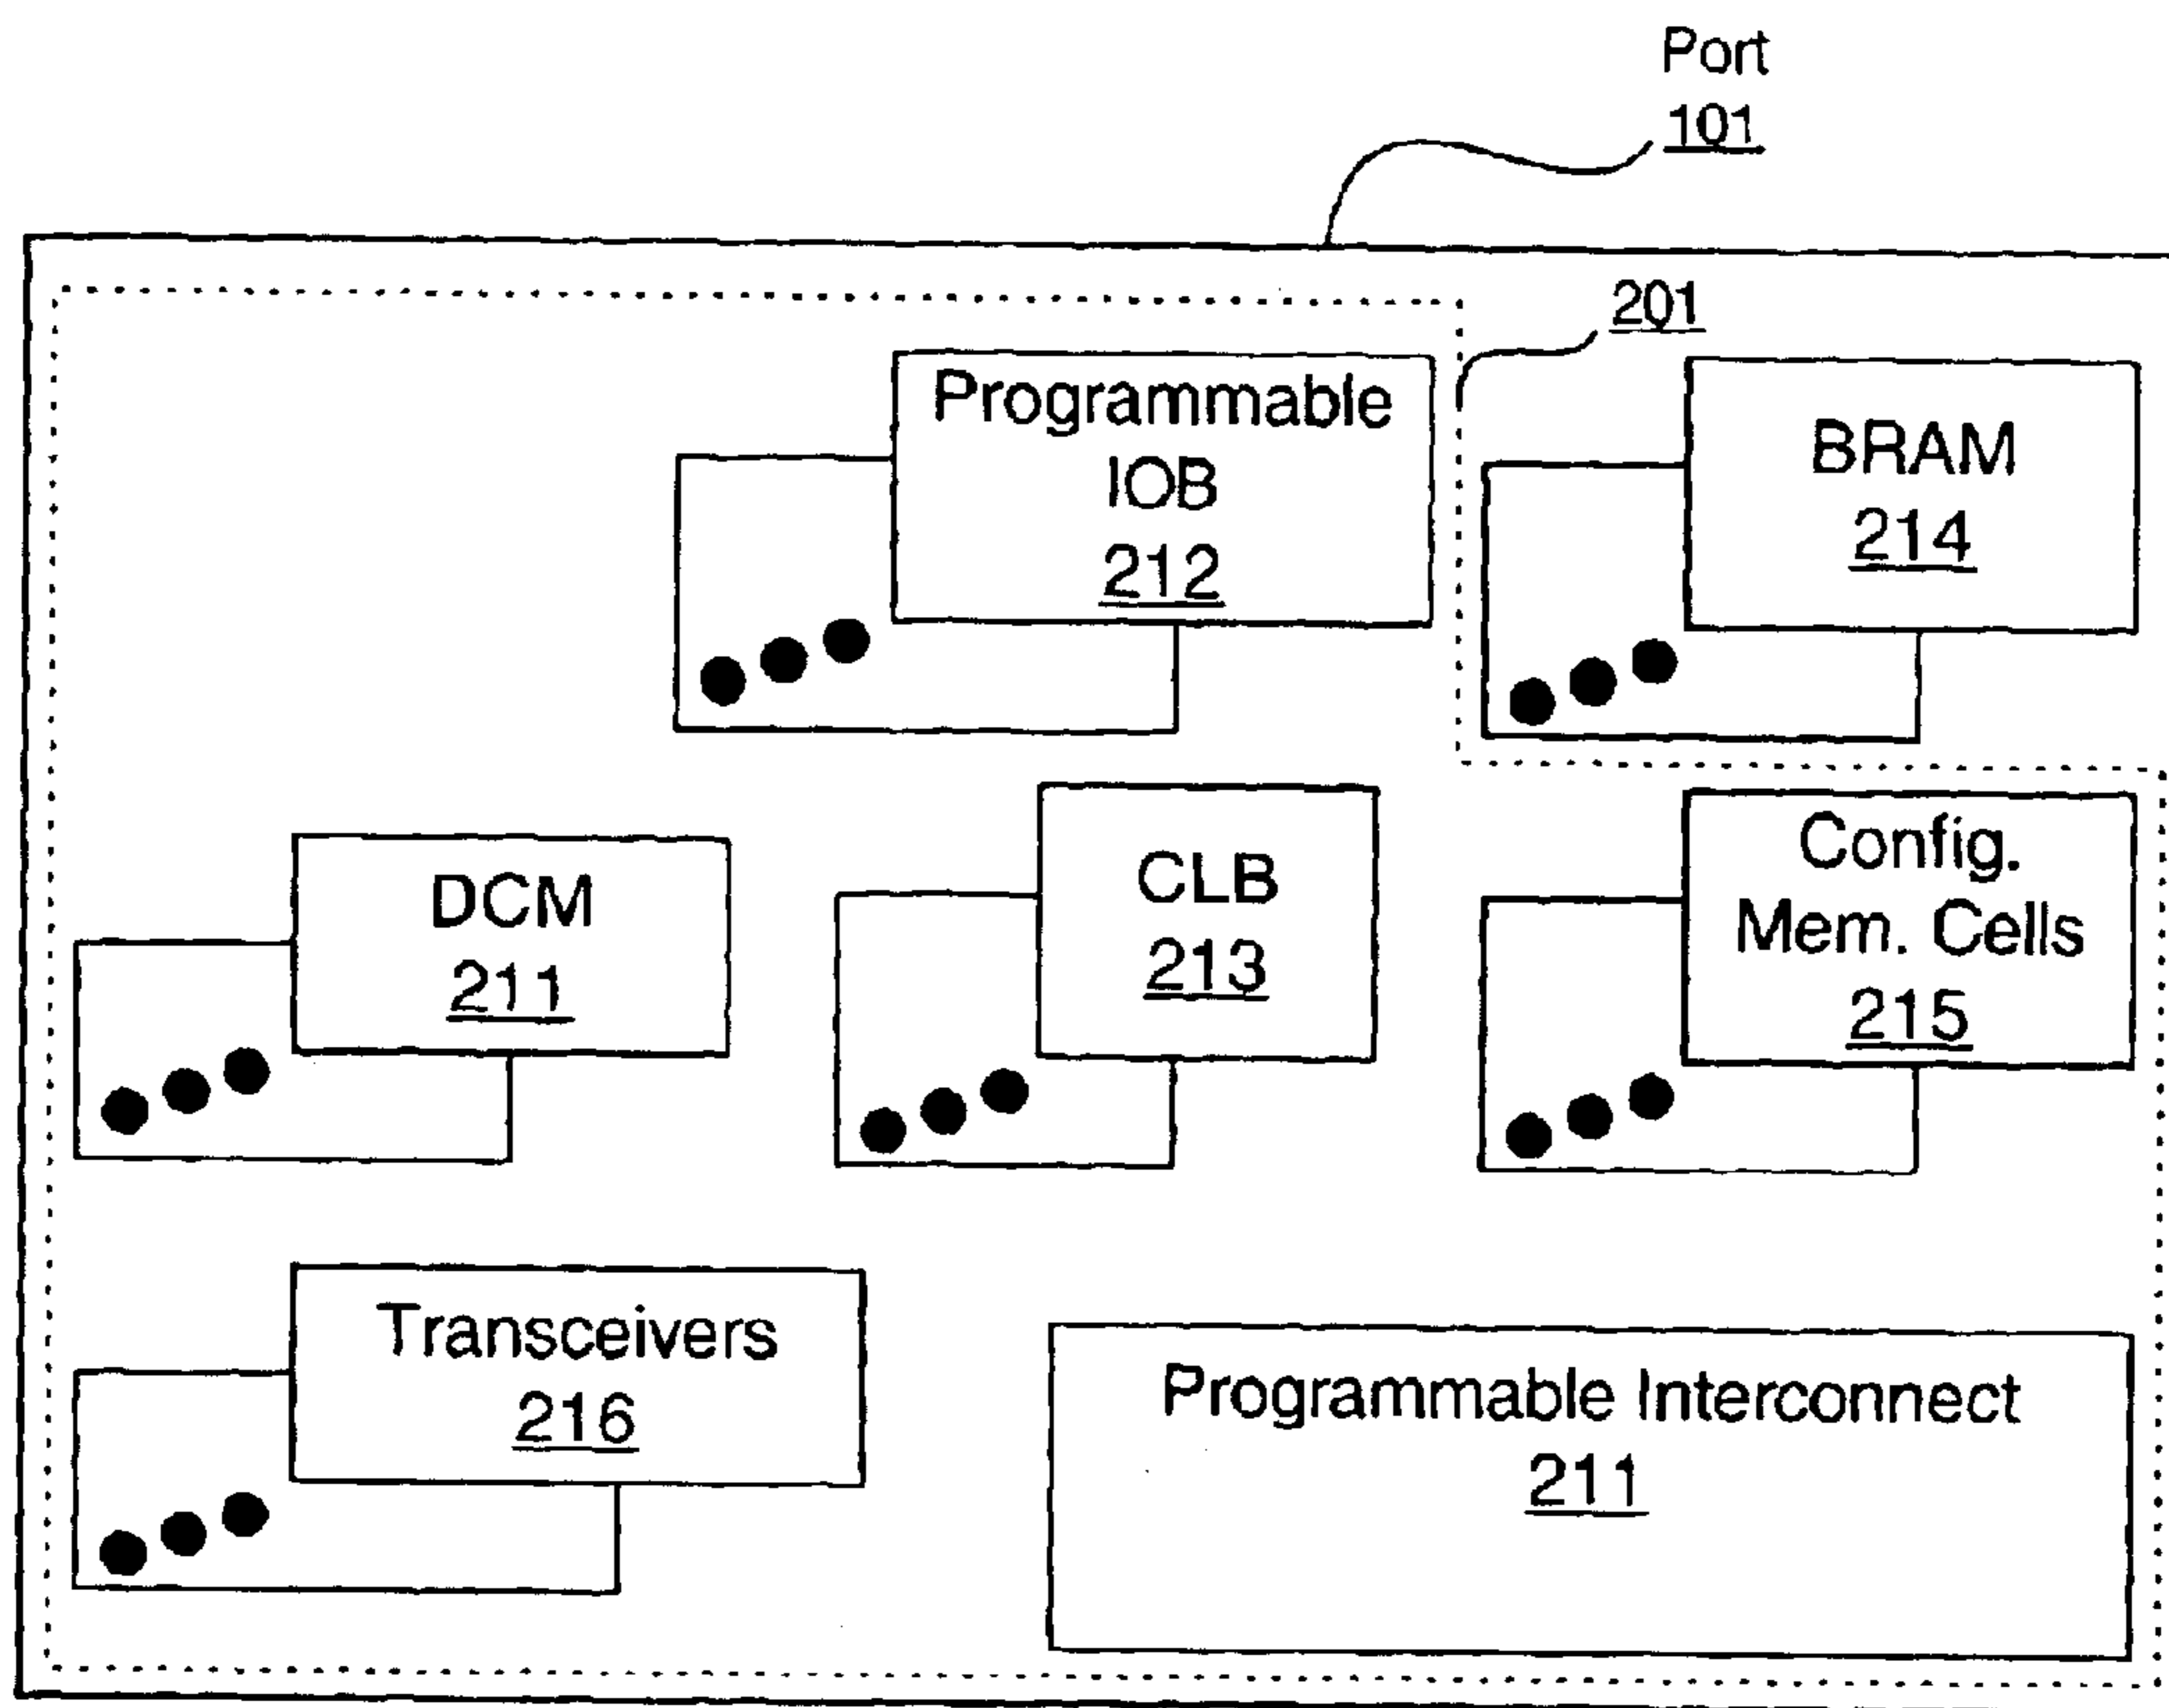 Port
101
201
Programmable
IOB
212
BRAM
214
DCM
211
CLB
213
Config.
Mem. Cells
215
Transceivers
216
Programmable Interconnect
211